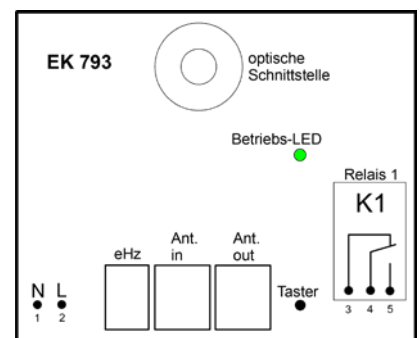 EK 793
optische
Schnittstelle
Betriebs-LED
Relais 1
K1
eHz
Ant.
in
Ant.
out
N L
Taster
1 2
3 4 5